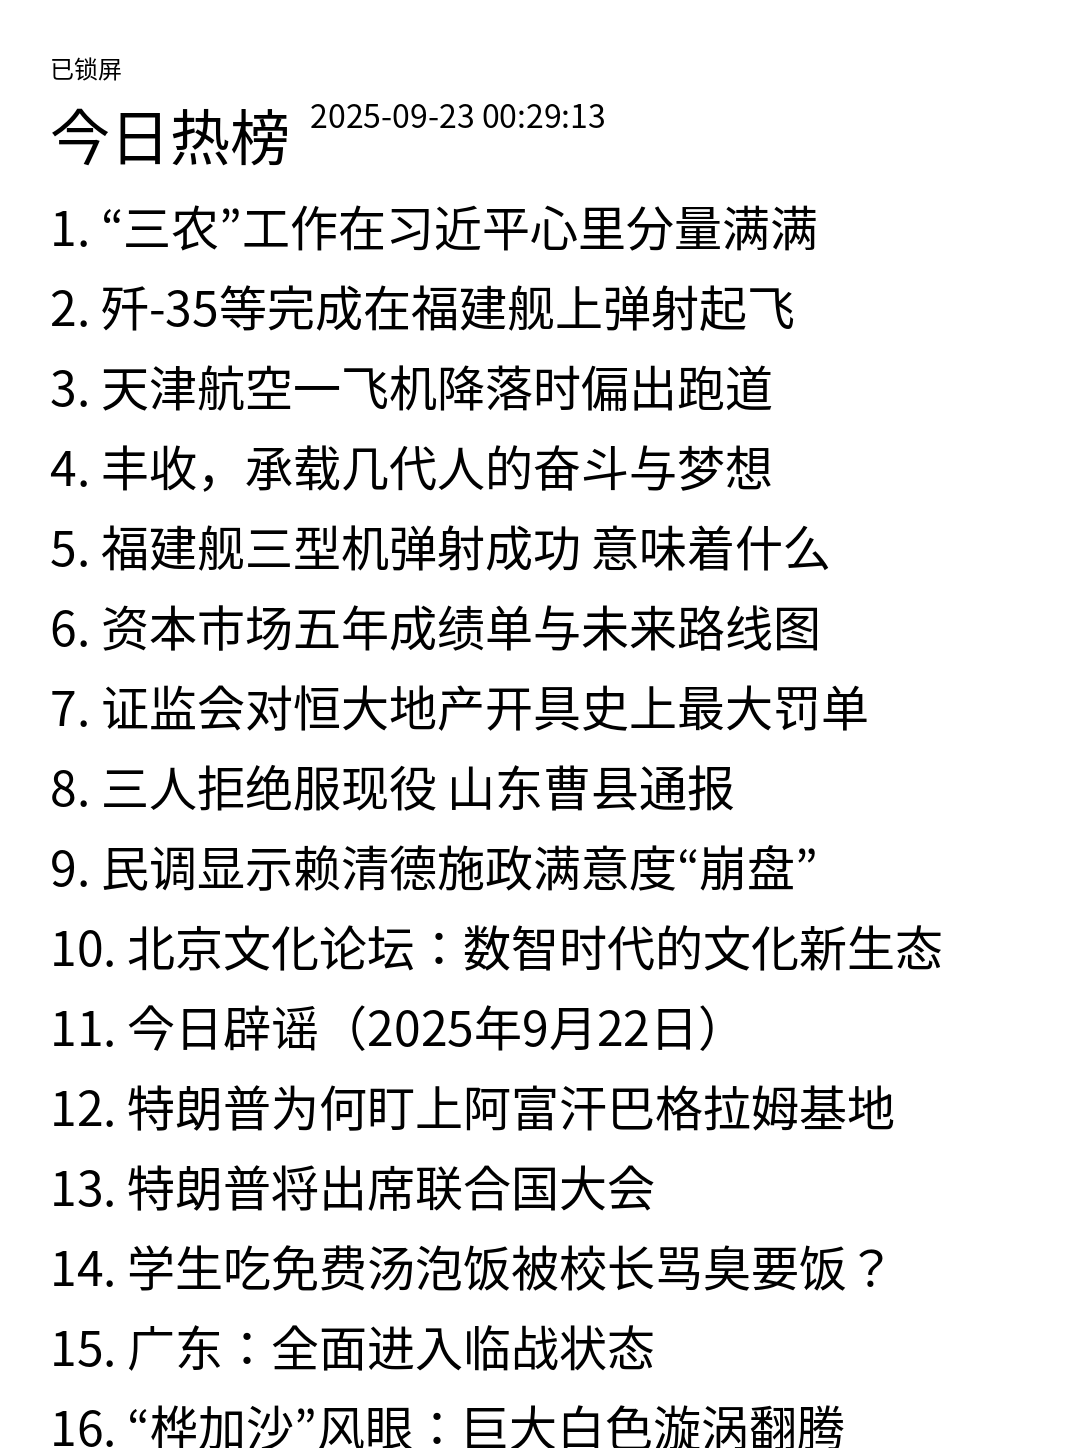 已锁屏
今日热榜 2025-09-23 00:29:13
1. “三农”工作在习近平心里分量满满
2. 歼-35等完成在福建舰上弹射起飞
3. 天津航空一飞机降落时偏出跑道
4. 丰收，承载几代人的奋斗与梦想
5. 福建舰三型机弹射成功 意味着什么
6. 资本市场五年成绩单与未来路线图
7. 证监会对恒大地产开具史上最大罚单
8. 三人拒绝服现役 山东曹县通报
9. 民调显示赖清德施政满意度“崩盘”
10. 北京文化论坛：数智时代的文化新生态
11. 今日辟谣（2025年9月22日）
12. 特朗普为何盯上阿富汗巴格拉姆基地
13. 特朗普将出席联合国大会
14. 学生吃免费汤泡饭被校长骂臭要饭？
15. 广东：全面进入临战状态
16. “桦加沙”风眼：巨大白色漩涡翻腾